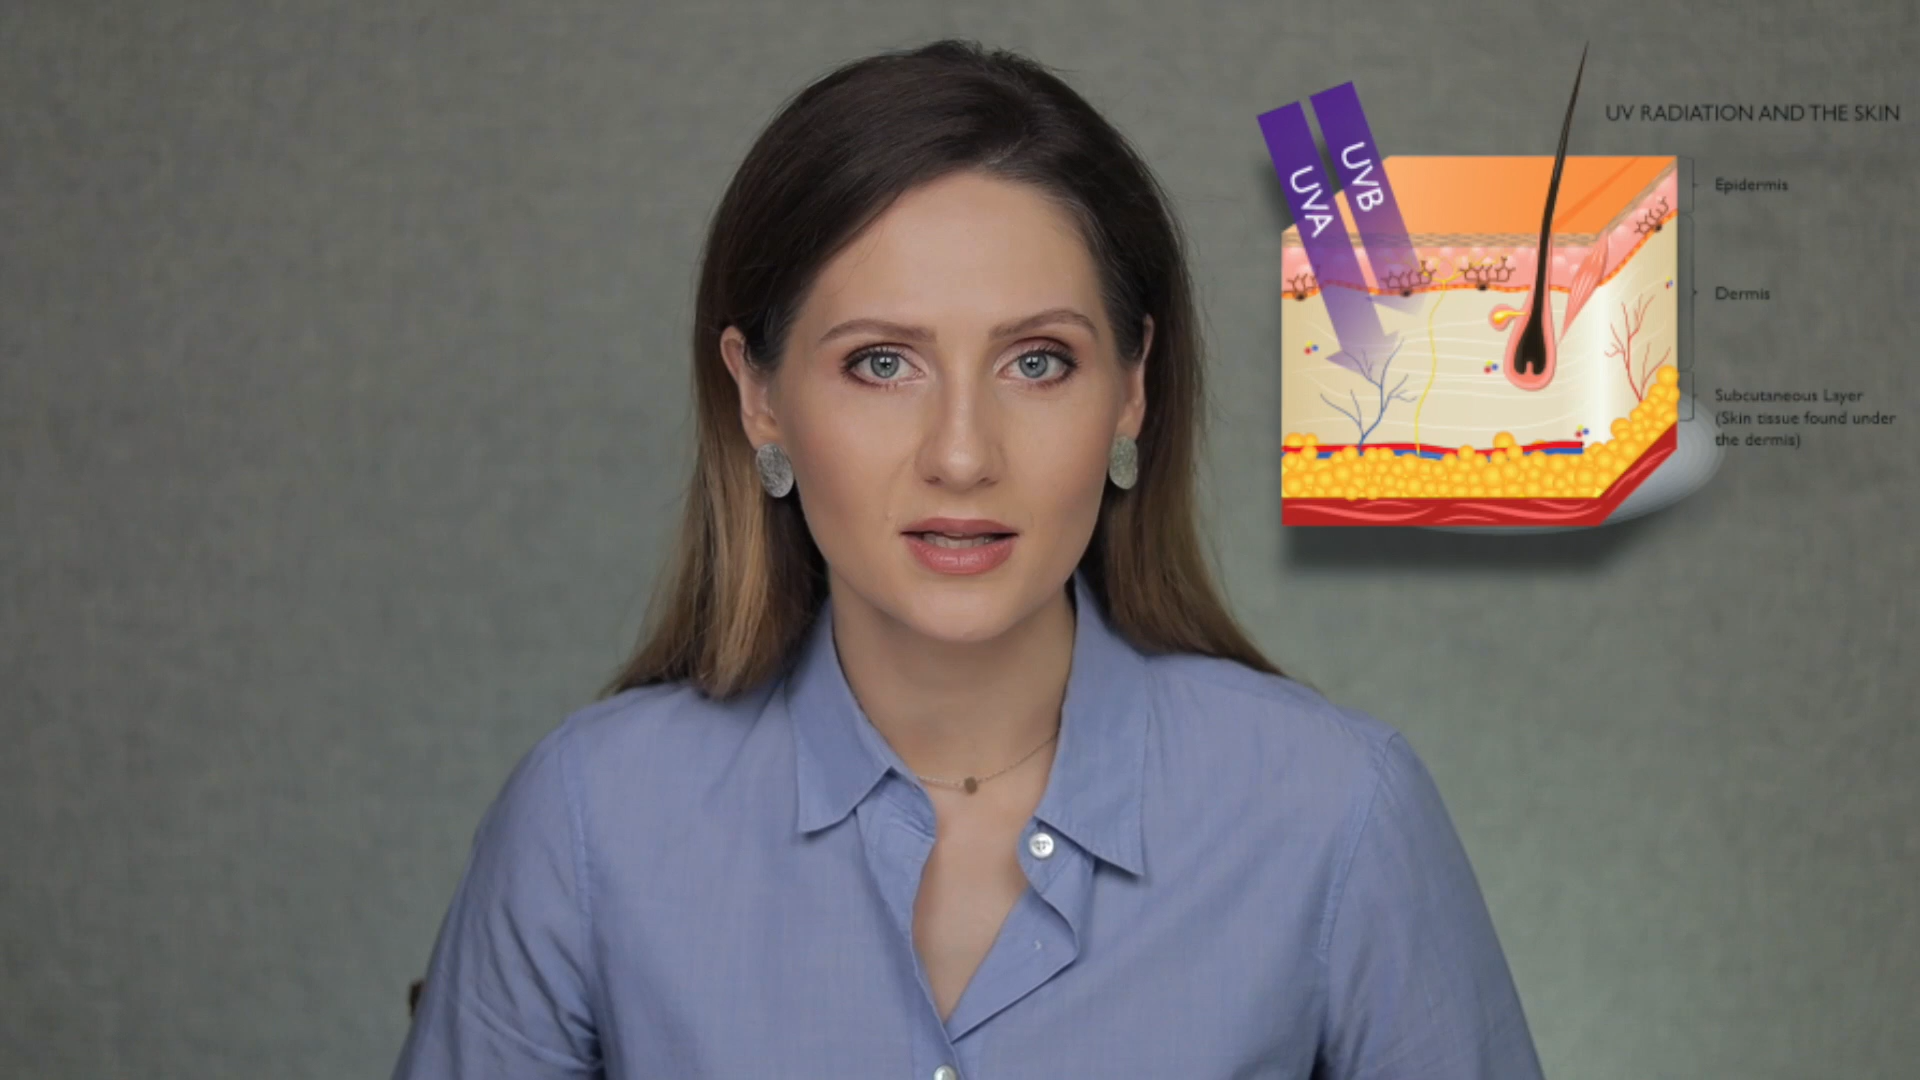 UV RADIATION AND THE SKIN
UVA
UVB
Epidermis
Dermis
Subcutaneous Layer
(Skin tissue found under
the dermis)